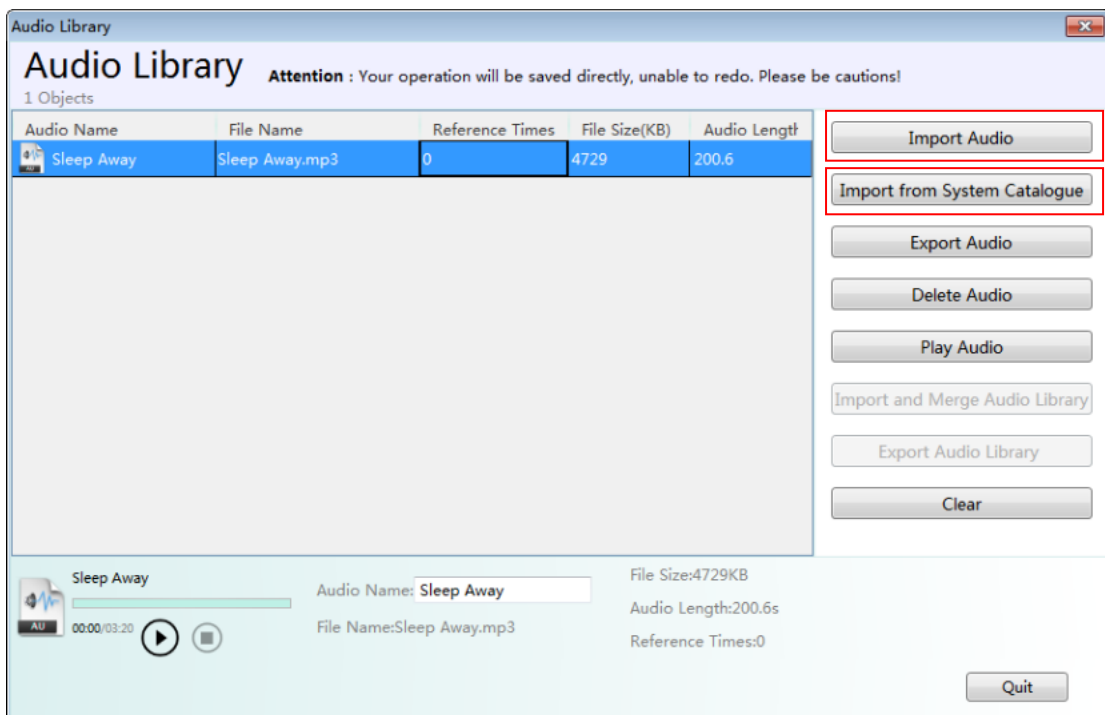 Audio Library
Audio Library
Attention : Your operation will be saved directly, unable to redo. Please be cautions!
1 Objects
Audio Name File Name Reference Times File Size(KB) Audio Length
Sleep Away Sleep Away.mp3 0 4729 200.6
Import Audio
Import from System Catalogue
Export Audio
Delete Audio
Play Audio
Import and Merge Audio Library
Export Audio Library
Clear
Sleep Away
AU
00:00/03:20
Audio Name: Sleep Away
File Name:Sleep Away.mp3
File Size:4729KB
Audio Length:200.6s
Reference Times:0
Quit